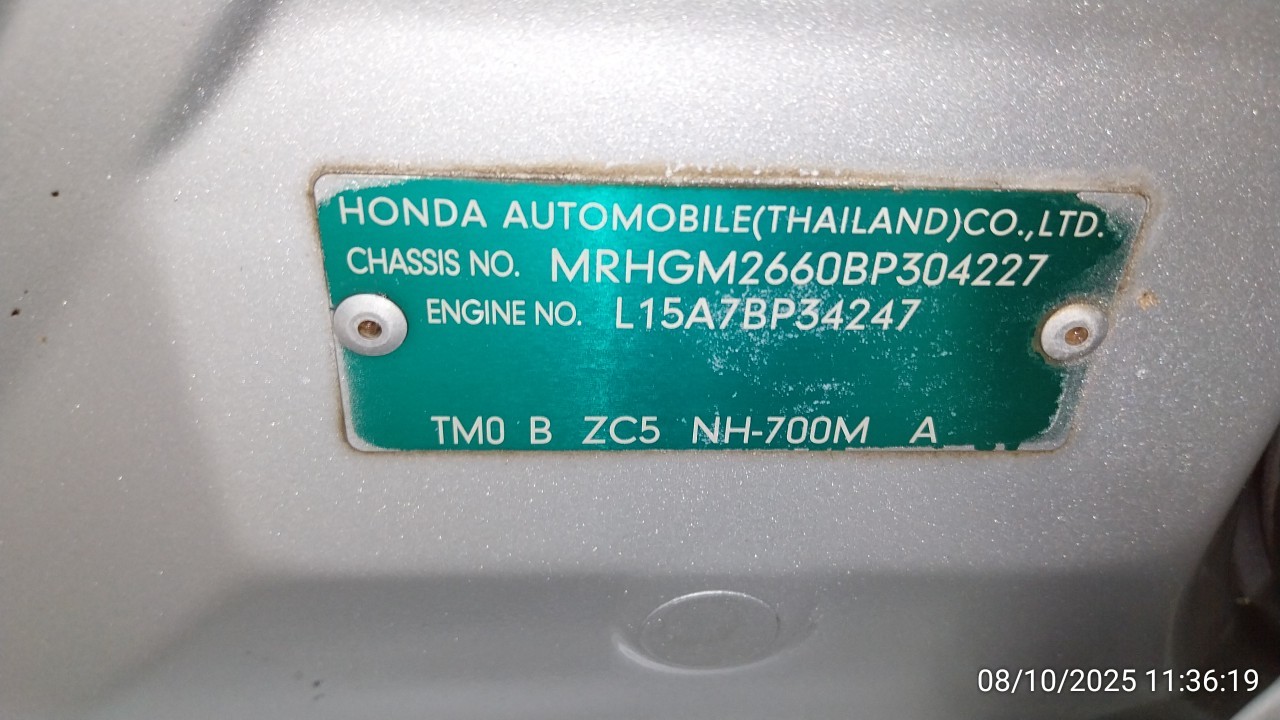 HONDA AUTOMOBILE(THAILAND)CO.,LTD.
CHASSIS NO. MRHGM2660BP304227
ENGINE NO. L15A7BP34247
TM0 B ZC5 NH-700M A
08/10/2025 11:36:19